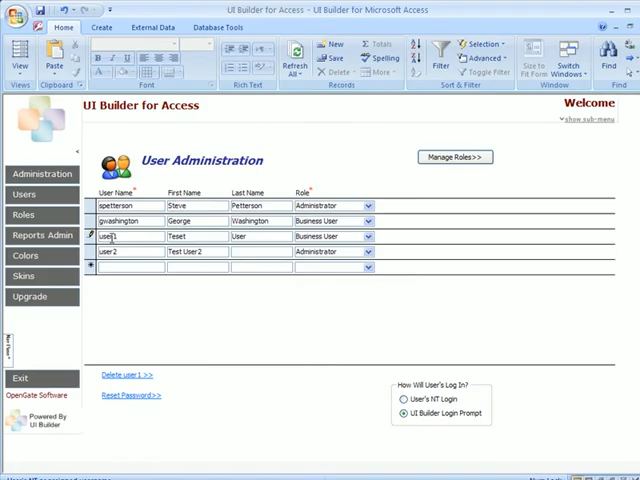 UI Builder for Access - UI Builder for Microsoft Access
Home Create External Data Database Tools
View Paste B I U Refresh All New Save Delete Totals Spelling More Filter Selection Advanced Toggle Filter Size to Fit Form Switch Windows Find
Views Clipboard Font Rich Text Records Sort & Filter Window Find
UI Builder for Access
Welcome
show sub-menu
User Administration
Manage Roles>>
Administration
Users
Roles
Reports Admin
Colors
Skins
Upgrade
Exit
OpenGate Software
Powered By
UI Builder
User Name* First Name Last Name Role*
spetterson Steve Petterson Administrator
gwashington George Washington Business User
user1 Teset User Business User
user2 Test User2 Administrator
Delete user1 >>
Reset Password>>
How Will User's Log In?
User's NT Login
UI Builder Login Prompt